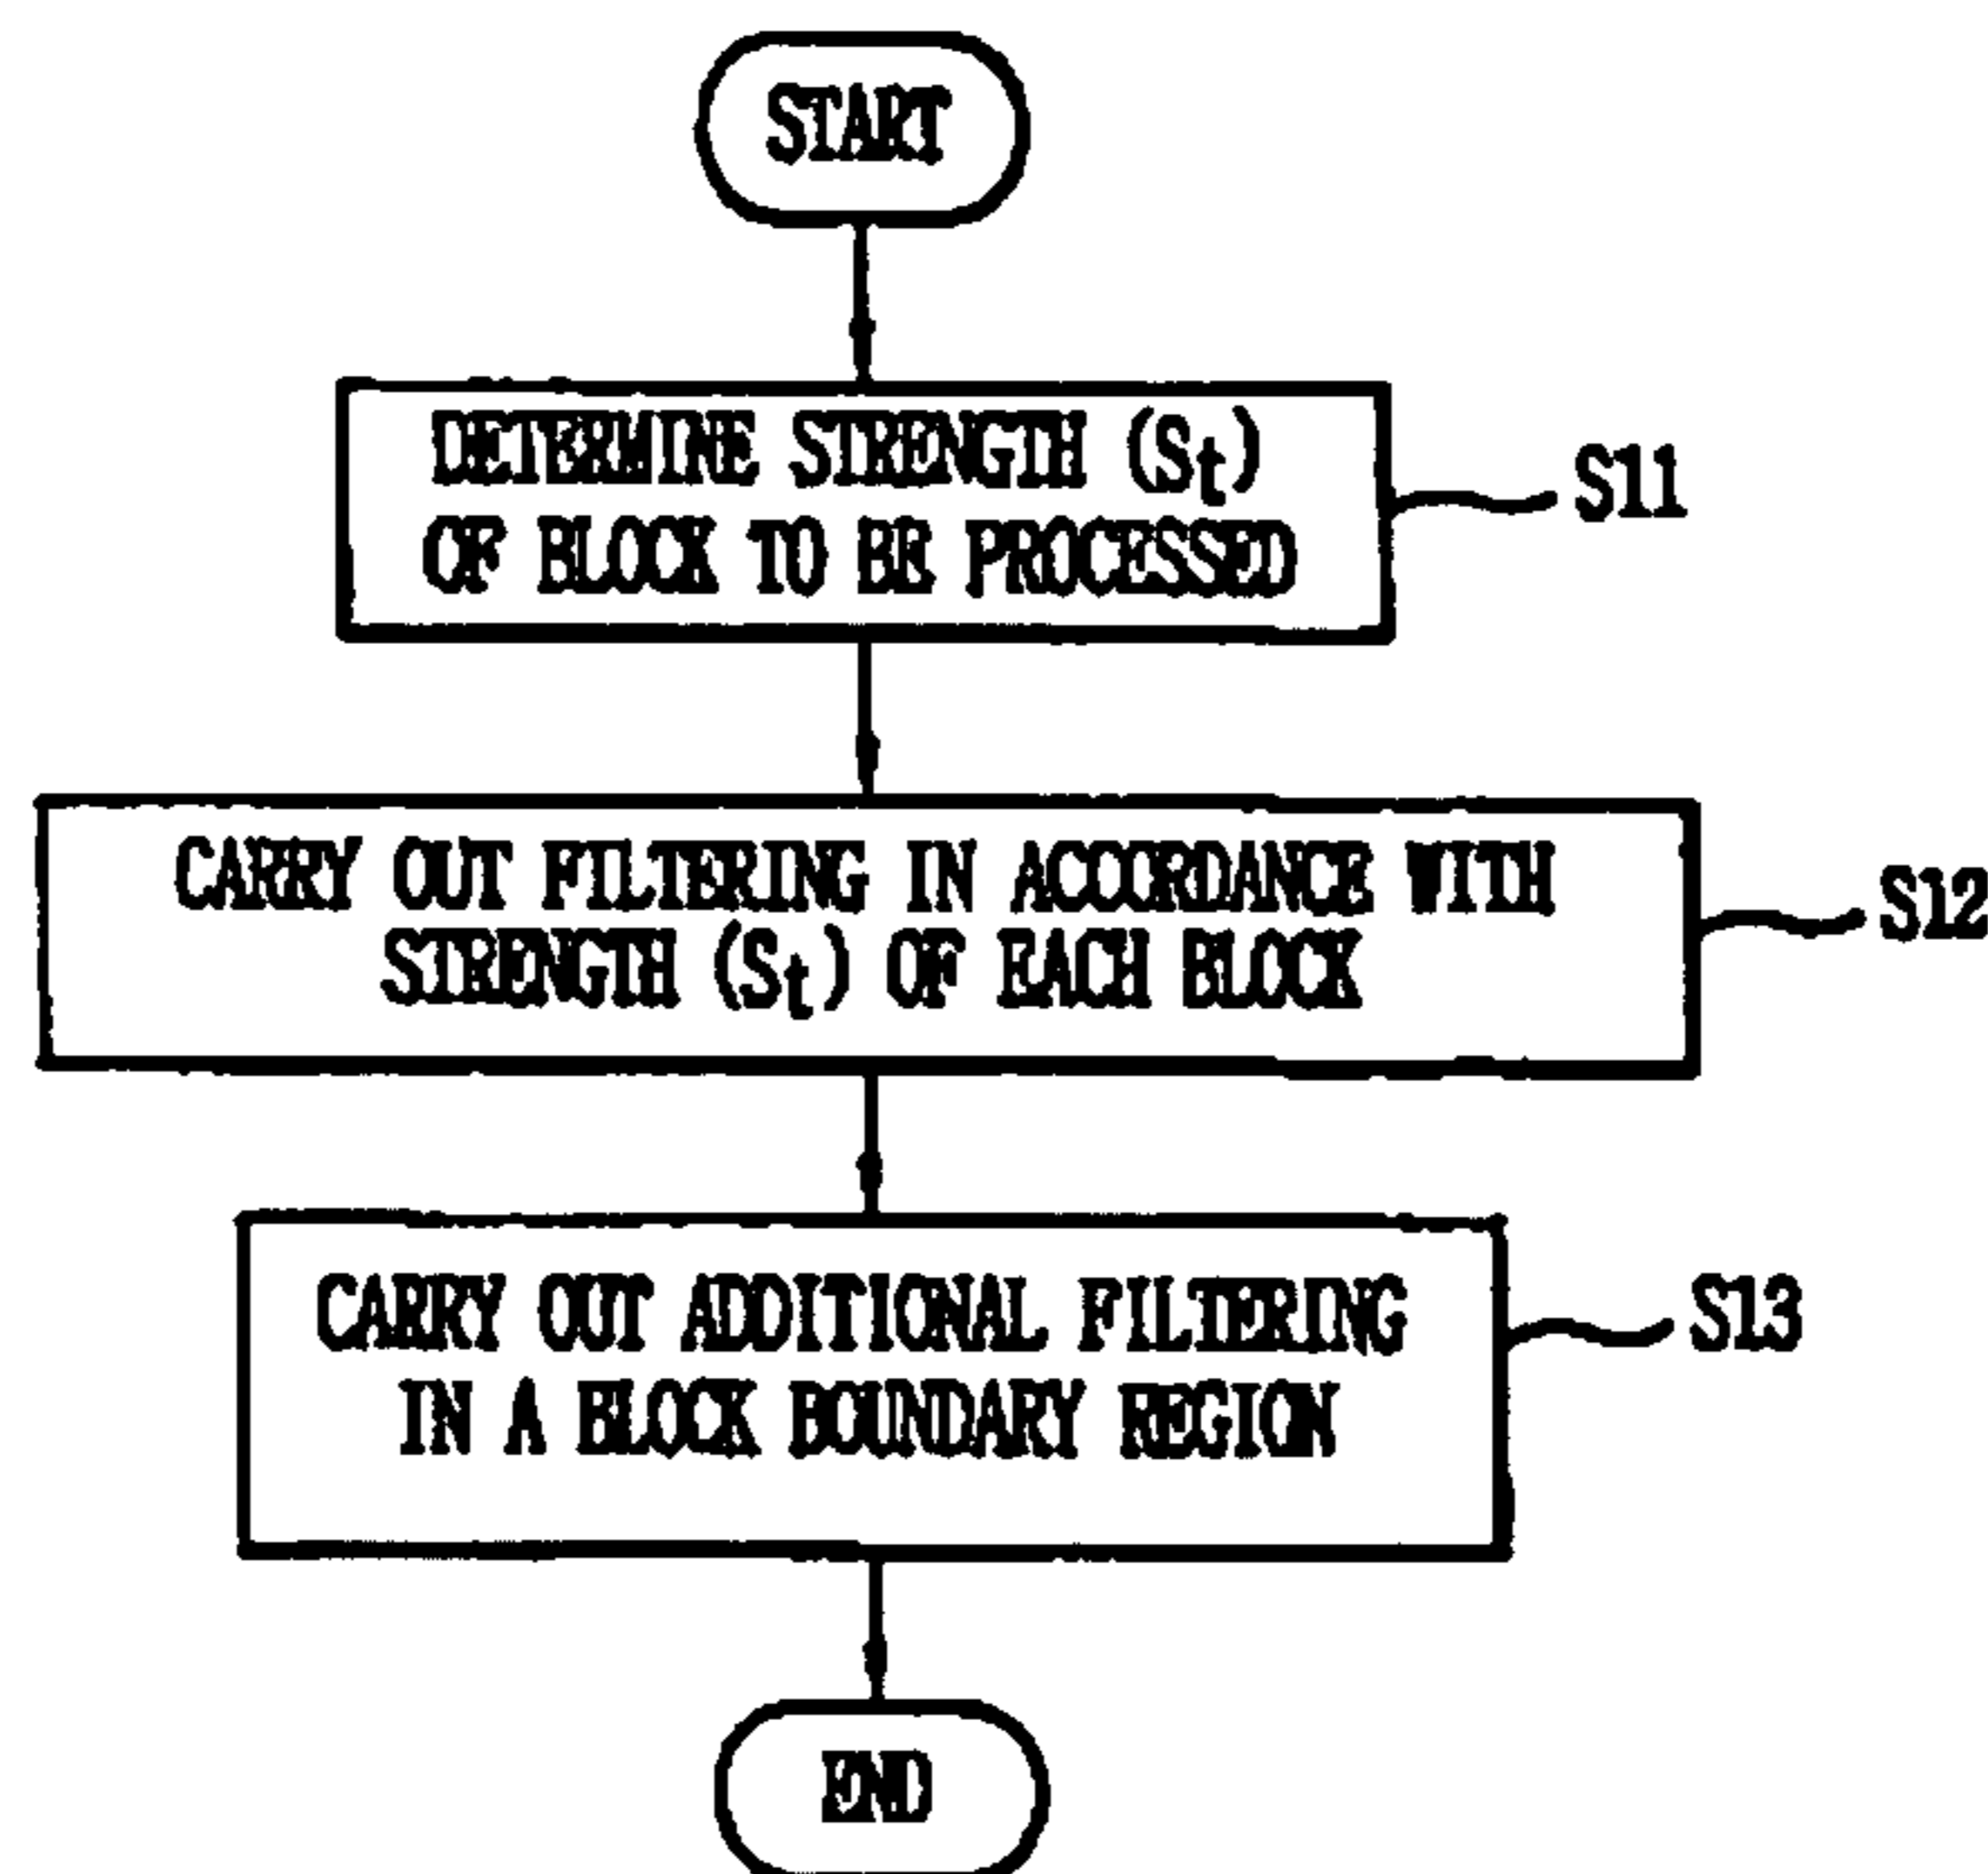 START
DETERMINE STRENGTH (St)
OF BLOCK TO BE PROCESSED
S11
CARRY OUT FILTERING IN ACCORDANCE WITH
STRENGTH (St) OF EACH BLOCK
S12
CARRY OUT ADDITIONAL FILTERING
IN A BLOCK BOUNDARY REGION
S13
END